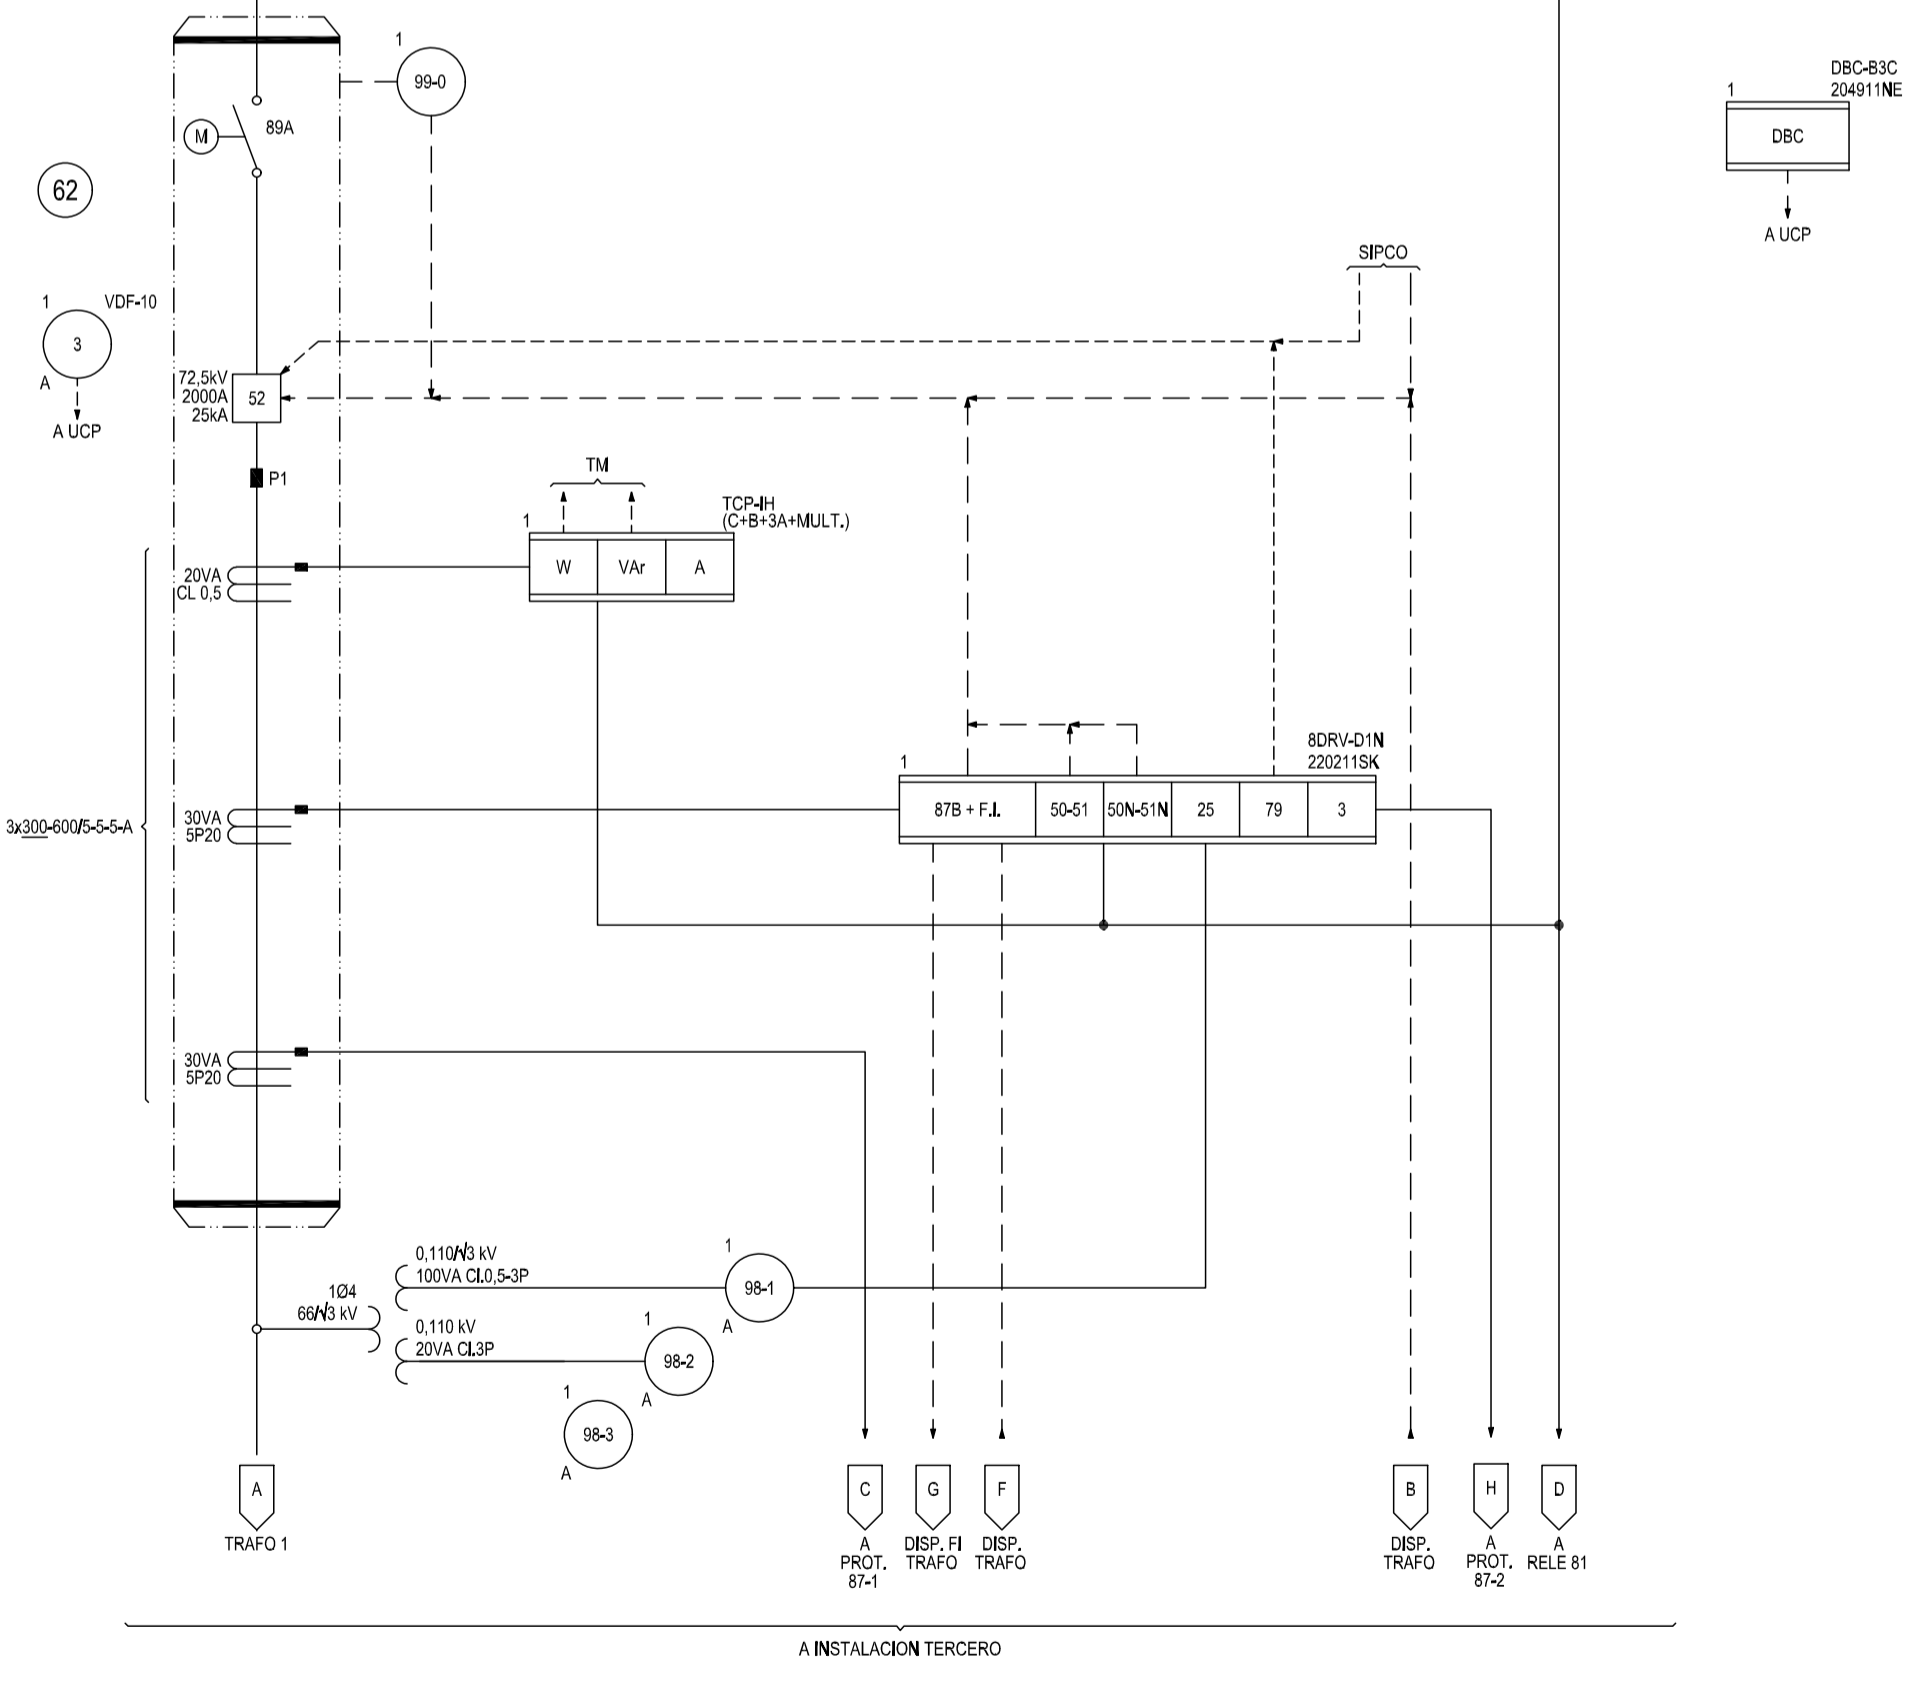 1
99-0
DBC-B3C
204911NE
1
DBC
A UCP
M
89A
62
SIPCO
1
VDF-10
3
A
A UCP
72,5kV
2000A
25kA
52
P1
TM
1
TCP-IH
(C+B+3A+MULT.)
W
VAr
A
20VA
CL 0,5
8DRV-D1N
220211SK
1
87B + F.I.
50-51
50N-51N
25
79
3
3x300-600/5-5-5-A
30VA
5P20
30VA
5P20
0,110/√3 kV
100VA Cl.0,5-3P
1
98-1
A
1Ø4
66/√3 kV
0,110 kV
20VA Cl.3P
1
98-2
A
1
98-3
A
A
TRAFO 1
C
A
PROT.
87-1
G
DISP. FI
TRAFO
F
DISP.
TRAFO
B
DISP.
TRAFO
H
A
PROT.
87-2
D
A
RELE 81
A INSTALACION TERCERO